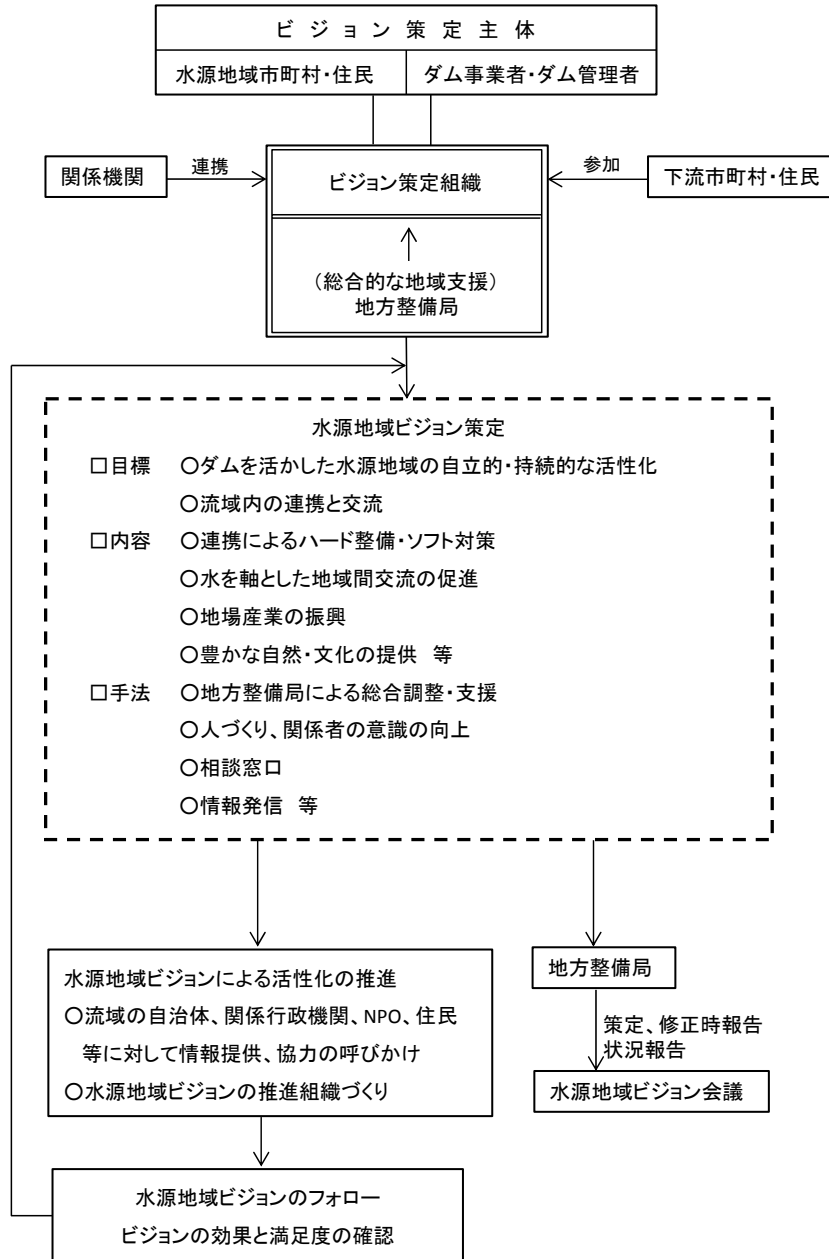 ビジョン策定主体
水源地域市町村・住民
ダム事業者・ダム管理者
関係機関
連携
ビジョン策定組織
参加
下流市町村・住民
(総合的な地域支援)
地方整備局
水源地域ビジョン策定
□目標 ○ダムを活かした水源地域の自立的・持続的な活性化
○流域内の連携と交流
□内容 ○連携によるハード整備・ソフト対策
○水を軸とした地域間交流の促進
○地場産業の振興
○豊かな自然・文化の提供 等
□手法 ○地方整備局による総合調整・支援
○人づくり、関係者の意識の向上
○相談窓口
○情報発信 等
水源地域ビジョンによる活性化の推進
○流域の自治体、関係行政機関、NPO、住民
等に対して情報提供、協力の呼びかけ
○水源地域ビジョンの推進組織づくり
地方整備局
策定、修正時報告
状況報告
水源地域ビジョン会議
水源地域ビジョンのフォロー
ビジョンの効果と満足度の確認